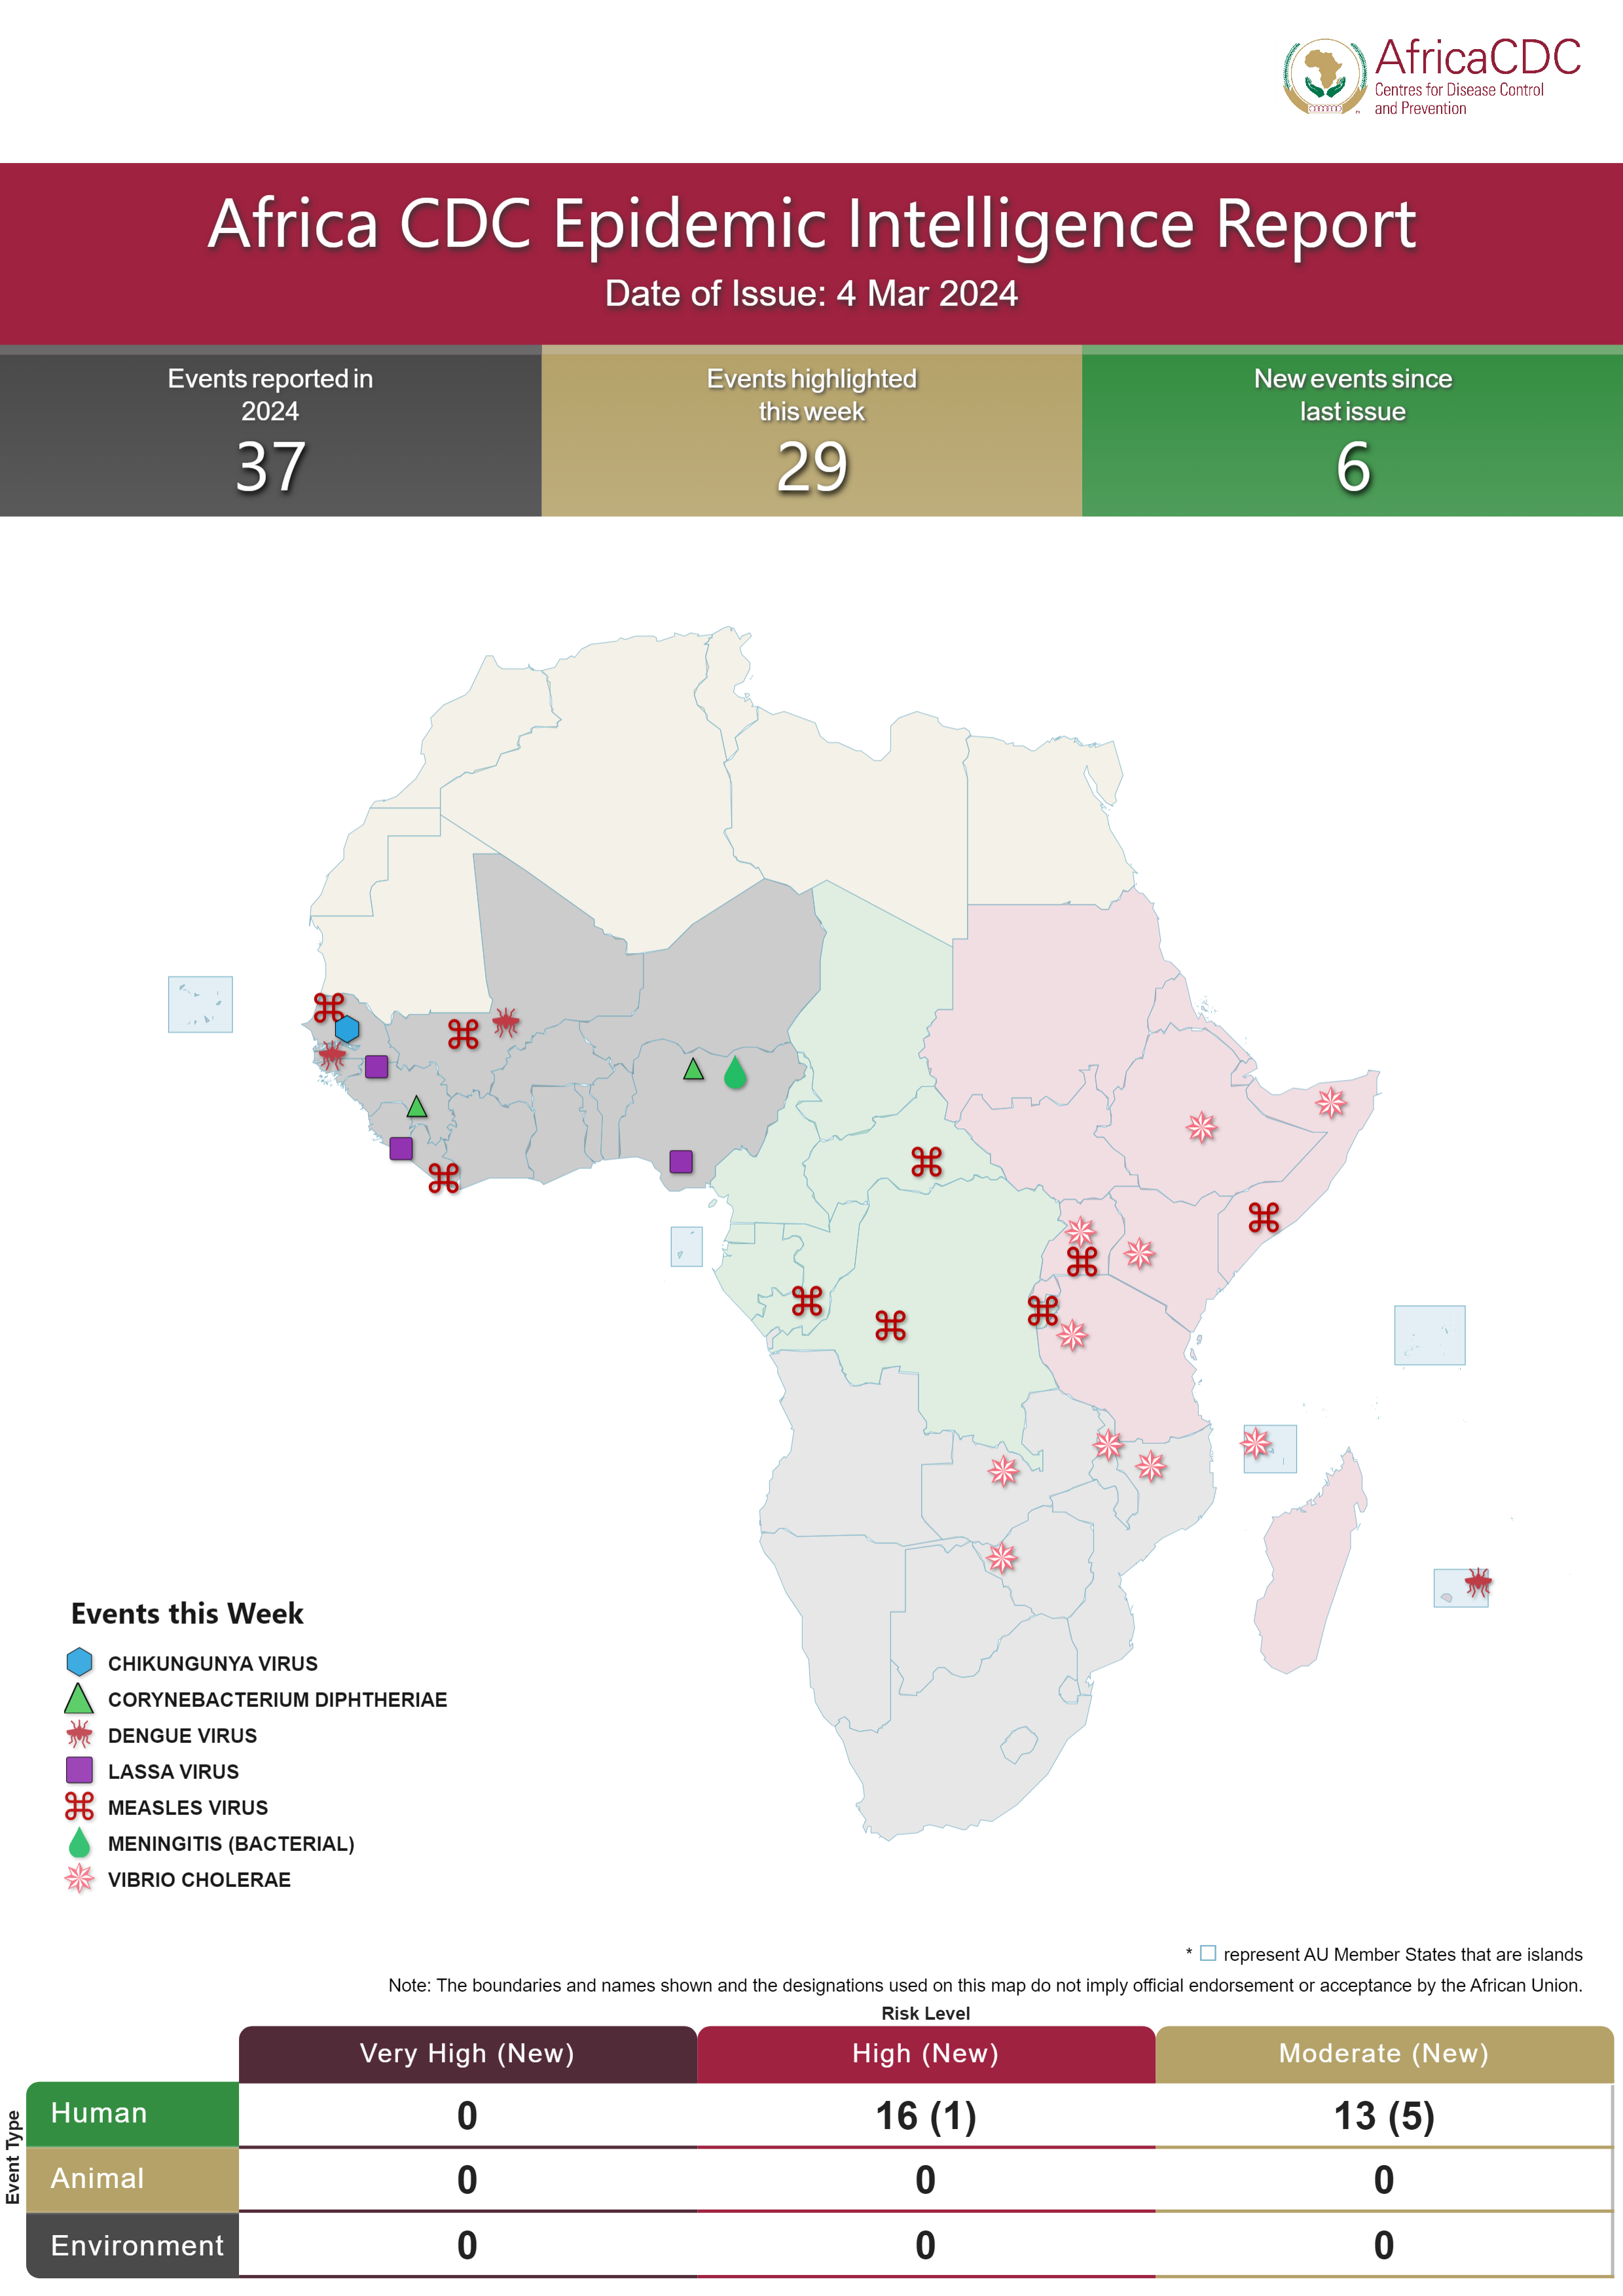 AfricaCDC
Centres for Disease Control
and Prevention
Africa CDC Epidemic Intelligence Report
Date of Issue: 4 Mar 2024
Events reported in
2024
37
Events highlighted
this week
29
New events since
last issue
6
Events this Week
CHIKUNGUNYA VIRUS
CORYNEBACTERIUM DIPHTHERIAE
DENGUE VIRUS
LASSA VIRUS
MEASLES VIRUS
MENINGITIS (BACTERIAL)
VIBRIO CHOLERAE
* represent AU Member States that are islands
Note: The boundaries and names shown and the designations used on this map do not imply official endorsement or acceptance by the African Union.
Risk Level
Very High (New) High (New) Moderate (New)
Event Type
Human 0 16 (1) 13 (5)
Animal 0 0 0
Environment 0 0 0